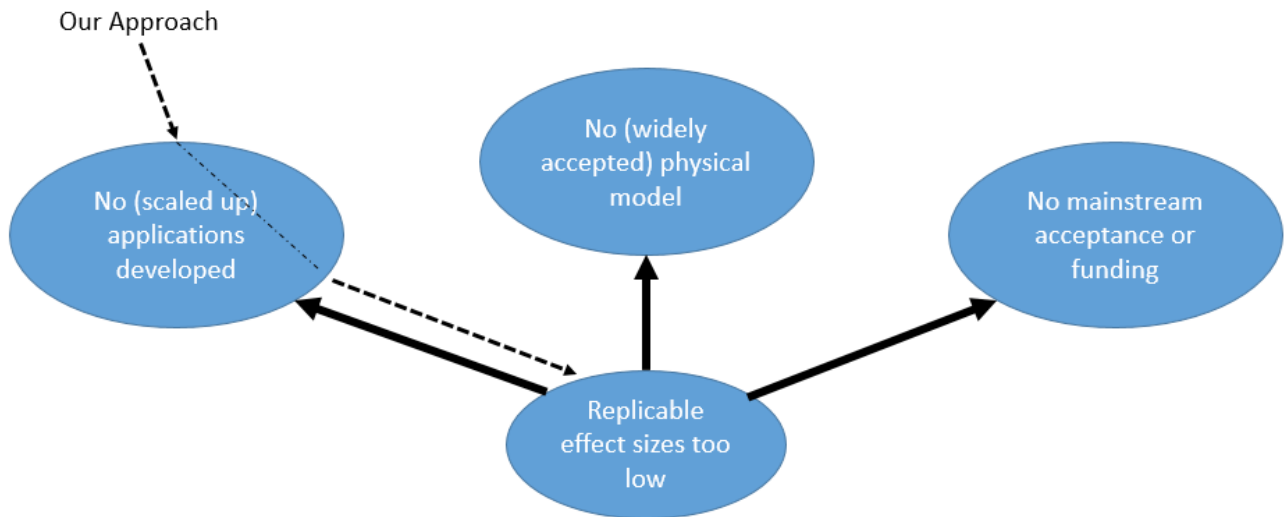 Our Approach
No (scaled up)
applications
developed
No (widely
accepted) physical
model
No mainstream
acceptance or
funding
Replicable
effect sizes too
low